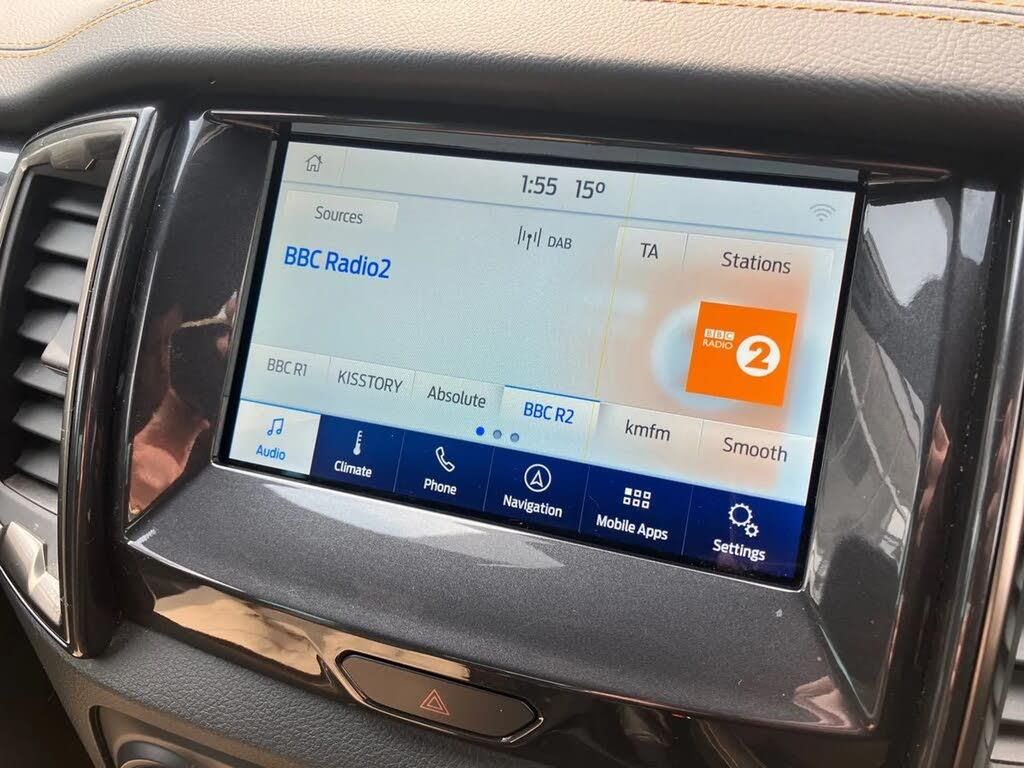 1:55 15º
Sources
DAB
TA
Stations
BBC Radio2
BBC
RADIO
2
BBC R1
KISSTORY
Absolute
BBC R2
kmfm
Smooth
Audio
Climate
Phone
Navigation
Mobile Apps
Settings